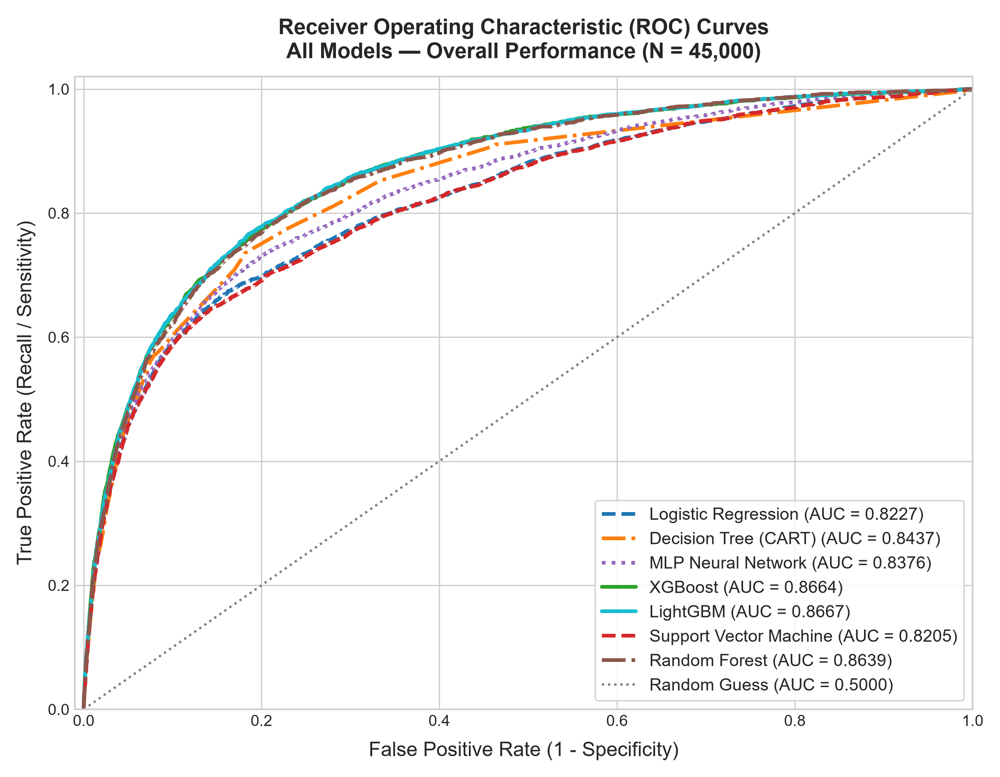 Receiver Operating Characteristic (ROC) Curves
All Models — Overall Performance (N = 45,000)
True Positive Rate (Recall / Sensitivity)
1.0
0.8
0.6
0.4
0.2
0.0
0.0
0.2
0.4
0.6
0.8
1.0
False Positive Rate (1 - Specificity)
Logistic Regression (AUC = 0.8227)
Decision Tree (CART) (AUC = 0.8437)
MLP Neural Network (AUC = 0.8376)
XGBoost (AUC = 0.8664)
LightGBM (AUC = 0.8667)
Support Vector Machine (AUC = 0.8205)
Random Forest (AUC = 0.8639)
Random Guess (AUC = 0.5000)